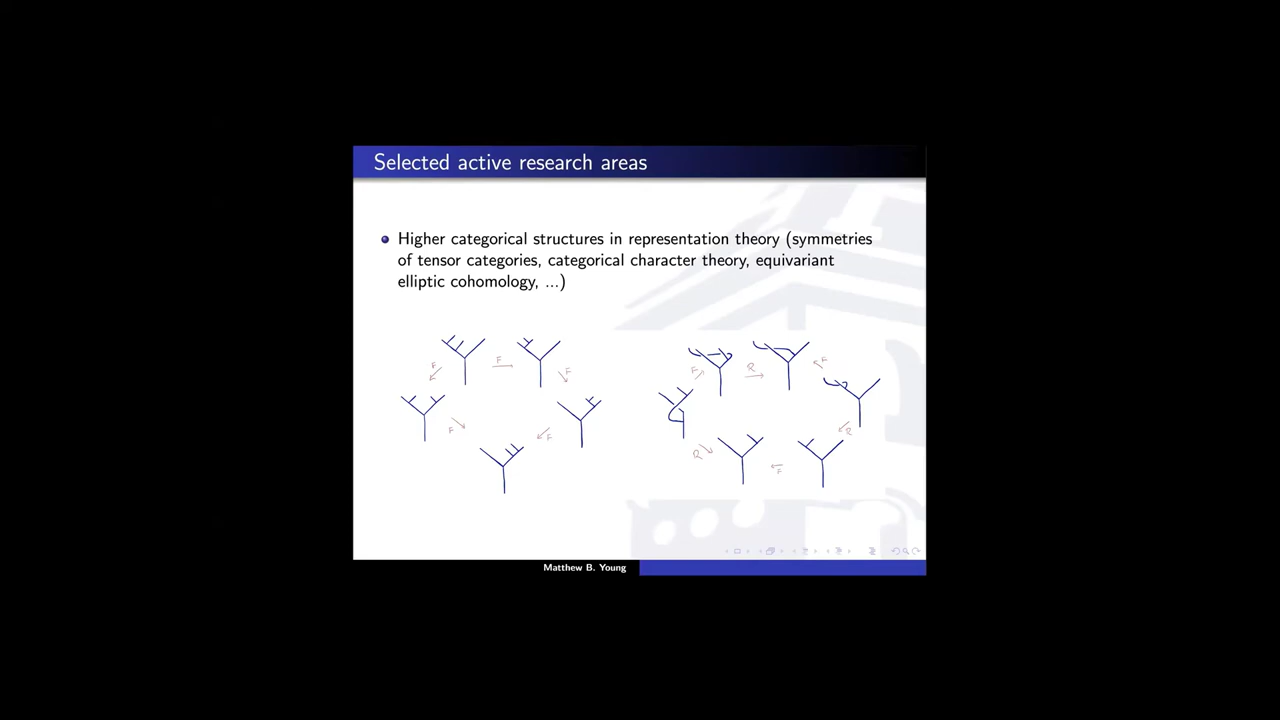 Selected active research areas
Higher categorical structures in representation theory (symmetries
of tensor categories, categorical character theory, equivariant
elliptic cohomology, ...)
F F F F F
F R F R R F
Matthew B. Young